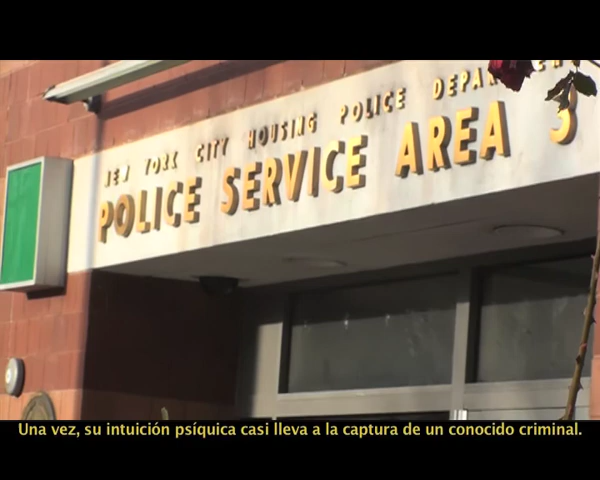 NEW YORK CITY HOUSING POLICE DEPARTMENT
POLICE SERVICE AREA 3
Una vez, su intuición psíquica casi lleva a la captura de un conocido criminal.